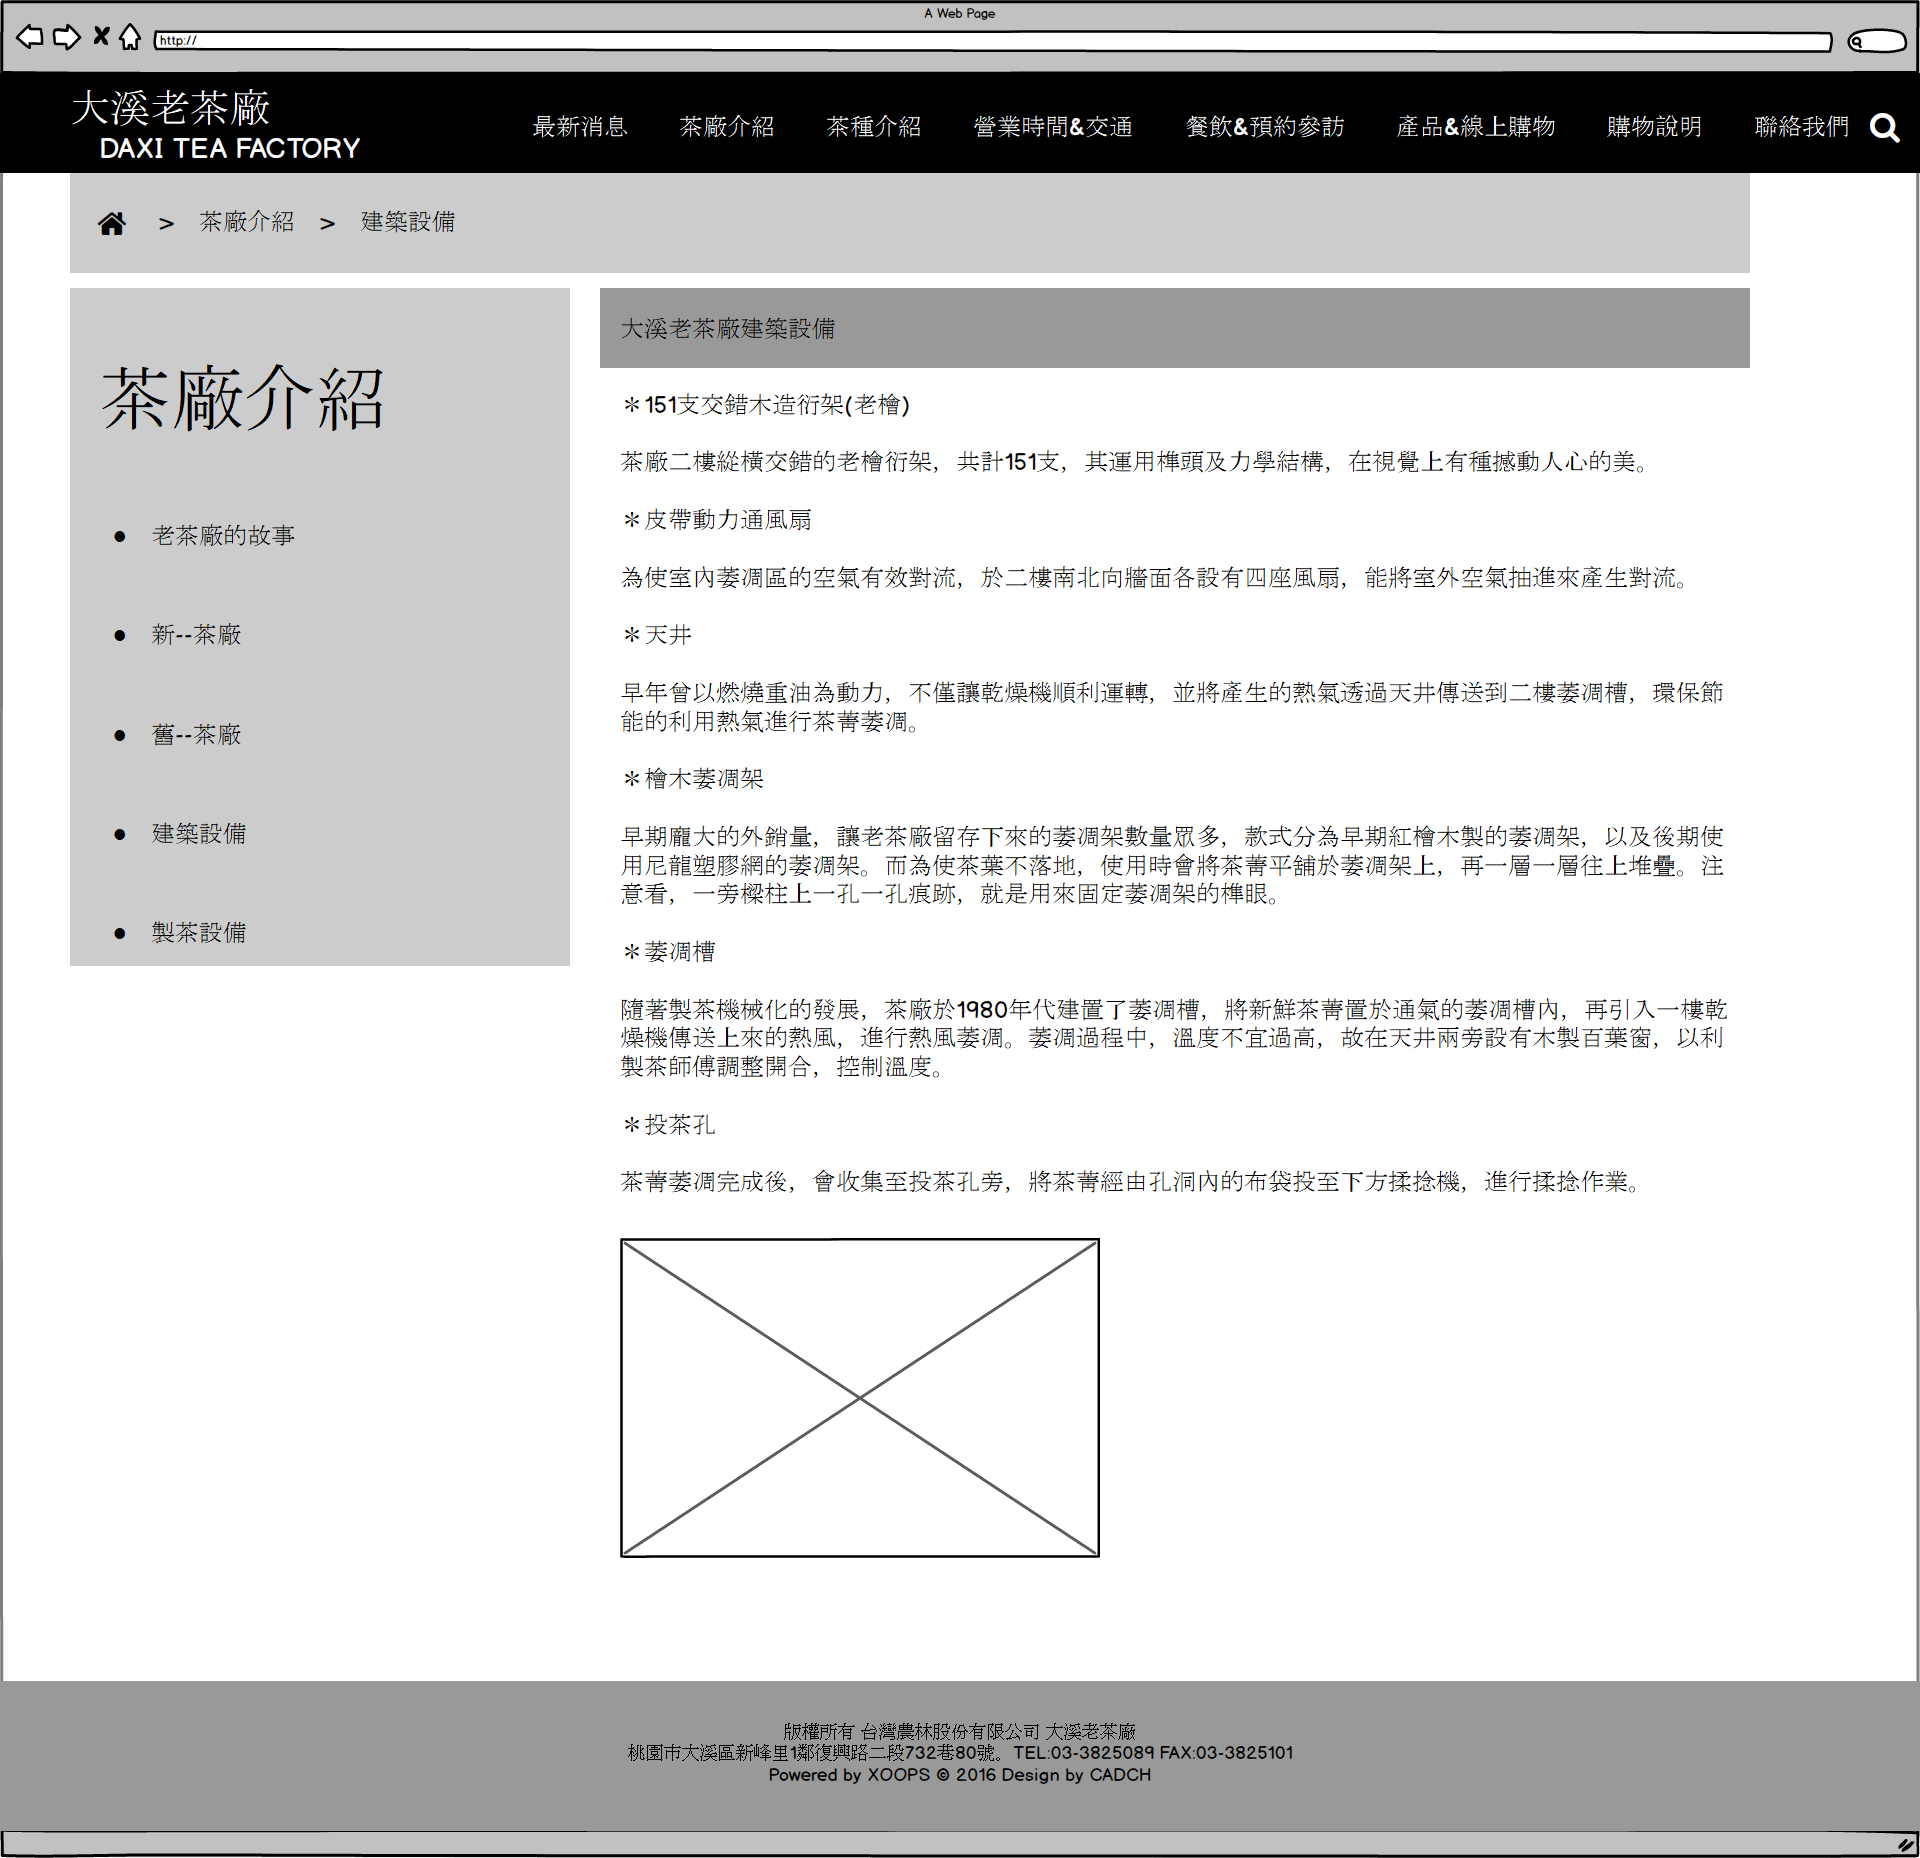 A Web Page
http://
大溪老茶廠
DAXI TEA FACTORY
最新消息 茶廠介紹 茶種介紹 營業時間&交通 餐飲&預約參訪 產品&線上購物 購物說明 聯絡我們
> 茶廠介紹 > 建築設備
茶廠介紹
● 老茶廠的故事
● 新--茶廠
● 舊--茶廠
● 建築設備
● 製茶設備
大溪老茶廠建築設備
＊151支交錯木造衍架(老檜)
茶廠二樓縱橫交錯的老檜衍架，共計151支，其運用榫頭及力學結構，在視覺上有種撼動人心的美。
＊皮帶動力通風扇
為使室內萎凋區的空氣有效對流，於二樓南北向牆面各設有四座風扇，能將室外空氣抽進來產生對流。
＊天井
早年曾以燃燒重油為動力，不僅讓乾燥機順利運轉，並將產生的熱氣透過天井傳送到二樓萎凋槽，環保節
能的利用熱氣進行茶菁萎凋。
＊檜木萎凋架
早期龐大的外銷量，讓老茶廠留存下來的萎凋架數量眾多，款式分為早期紅檜木製的萎凋架，以及後期使
用尼龍塑膠網的萎凋架。而為使茶葉不落地，使用時會將茶菁平舖於萎凋架上，再一層一層往上堆疊。注
意看，一旁樑柱上一孔一孔痕跡，就是用來固定萎凋架的榫眼。
＊萎凋槽
隨著製茶機械化的發展，茶廠於1980年代建置了萎凋槽，將新鮮茶菁置於通氣的萎凋槽內，再引入一樓乾
燥機傳送上來的熱風，進行熱風萎凋。萎凋過程中，溫度不宜過高，故在天井兩旁設有木製百葉窗，以利
製茶師傅調整開合，控制溫度。
＊投茶孔
茶菁萎凋完成後，會收集至投茶孔旁，將茶菁經由孔洞內的布袋投至下方揉捻機，進行揉捻作業。
版權所有 台灣農林股份有限公司 大溪老茶廠
桃園市大溪區新峰里1鄰復興路二段732巷80號。TEL:03-3825089 FAX:03-3825101
Powered by XOOPS © 2016 Design by CADCH